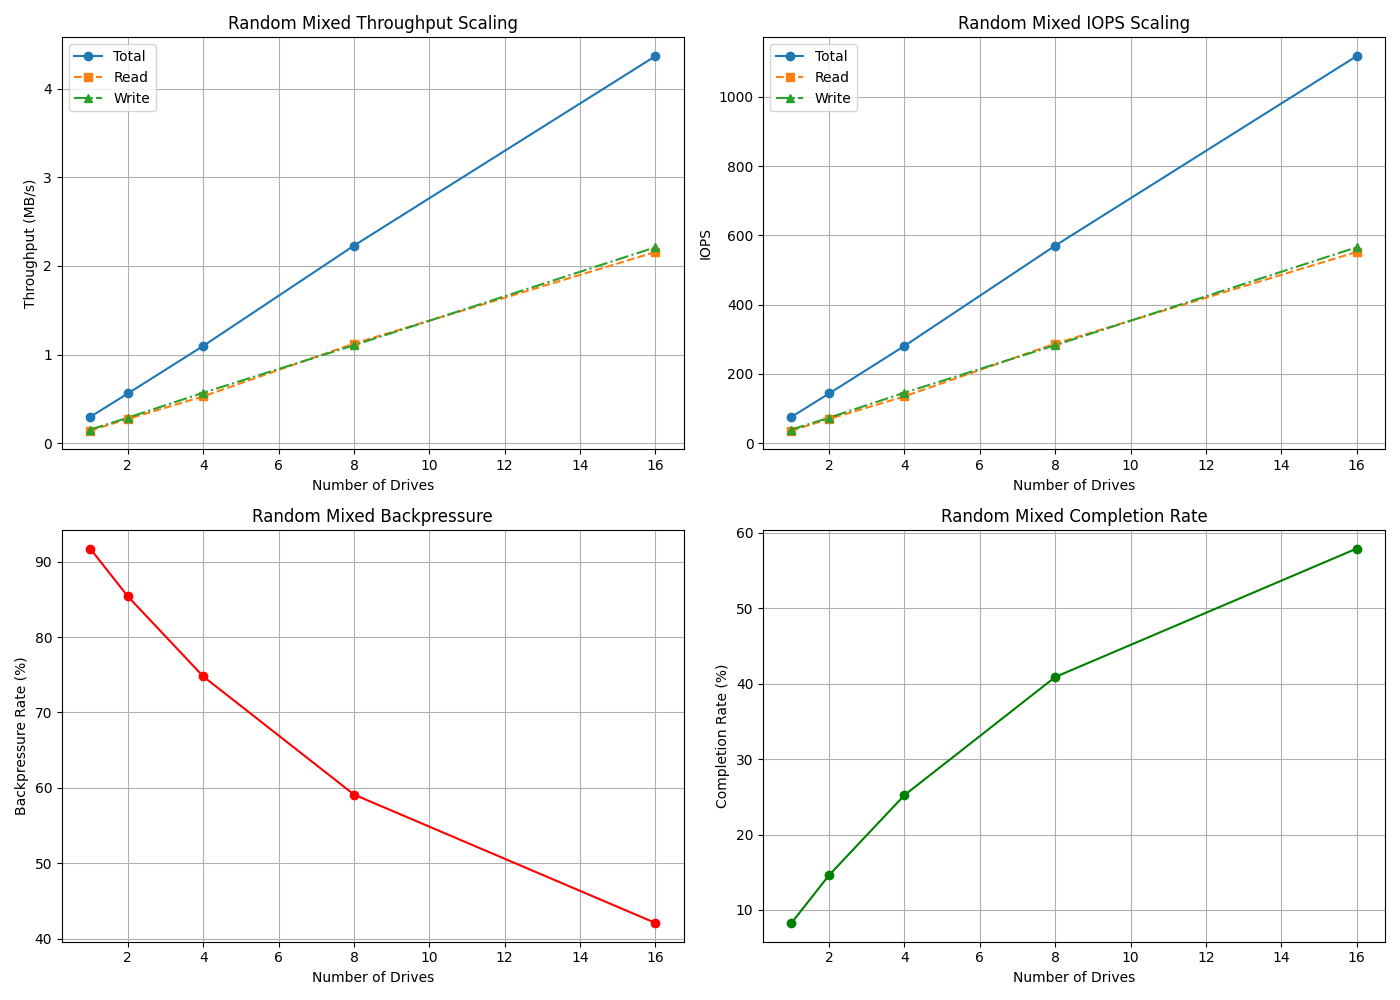 Random Mixed Throughput Scaling
Total
Read
Write
4
3
2
1
0
Throughput (MB/s)
2 4 6 8 10 12 14 16
Number of Drives
Random Mixed IOPS Scaling
Total
Read
Write
1000
800
600
400
200
0
IOPS
2 4 6 8 10 12 14 16
Number of Drives
Random Mixed Backpressure
90
80
70
60
50
40
Backpressure Rate (%)
2 4 6 8 10 12 14 16
Number of Drives
Random Mixed Completion Rate
60
50
40
30
20
10
Completion Rate (%)
2 4 6 8 10 12 14 16
Number of Drives